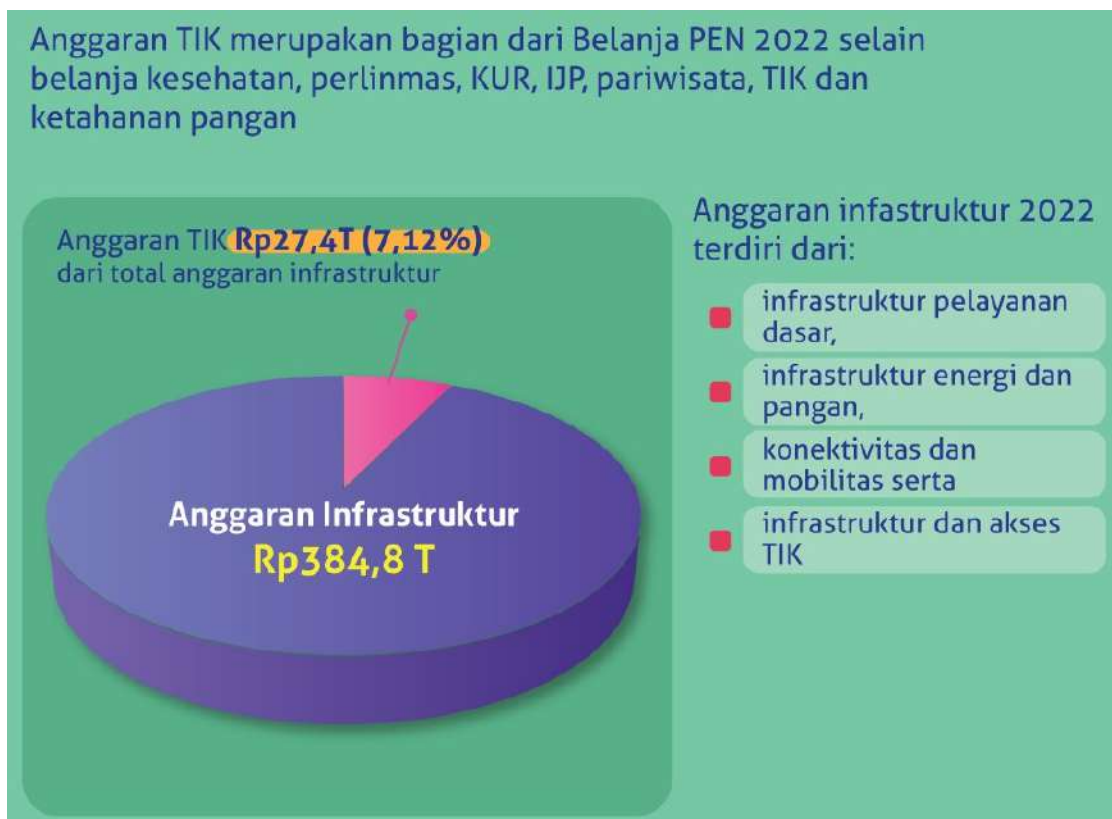 Anggaran TIK merupakan bagian dari Belanja PEN 2022 selain
belanja kesehatan, perlinmas, KUR, IJP, pariwisata, TIK dan
ketahanan pangan
Anggaran TIK Rp27,4T (7,12%)
dari total anggaran infrastruktur
Anggaran Infrastruktur
Rp384,8 T
Anggaran infastruktur 2022
terdiri dari:
infrastruktur pelayanan
dasar,
infrastruktur energi dan
pangan,
konektivitas dan
mobilitas serta
infrastruktur dan akses
TIK